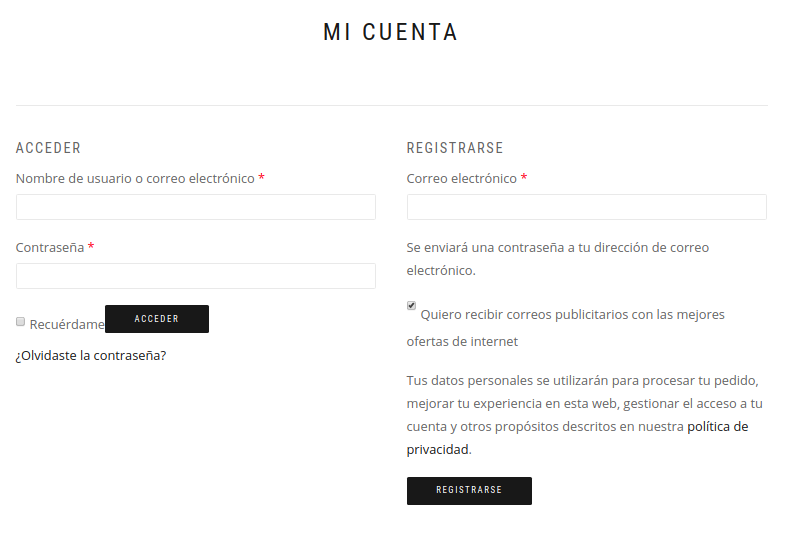 MI CUENTA
ACCEDER
Nombre de usuario o correo electrónico *
Contraseña *
Recuérdame
ACCEDER
¿Olvidaste la contraseña?
REGISTRARSE
Correo electrónico *
Se enviará una contraseña a tu dirección de correo
electrónico.
Quiero recibir correos publicitarios con las mejores
ofertas de internet
Tus datos personales se utilizarán para procesar tu pedido,
mejorar tu experiencia en esta web, gestionar el acceso a tu
cuenta y otros propósitos descritos en nuestra política de
privacidad.
REGISTRARSE